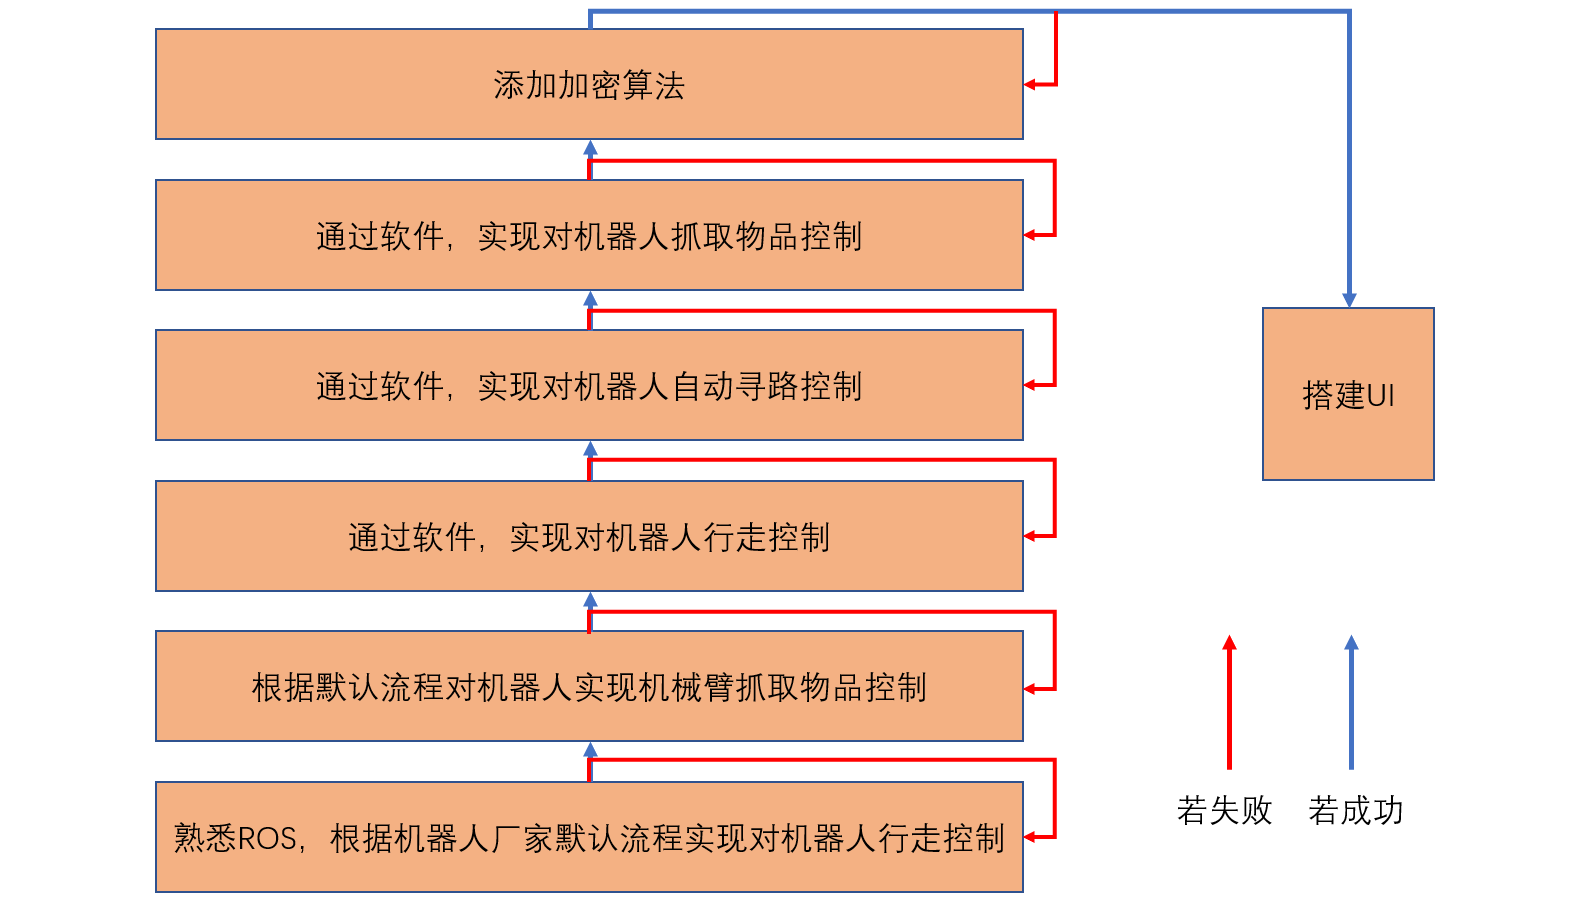 添加加密算法
通过软件，实现对机器人抓取物品控制
通过软件，实现对机器人自动寻路控制
搭建UI
通过软件，实现对机器人行走控制
根据默认流程对机器人实现机械臂抓取物品控制
熟悉ROS，根据机器人厂家默认流程实现对机器人行走控制
若失败
若成功